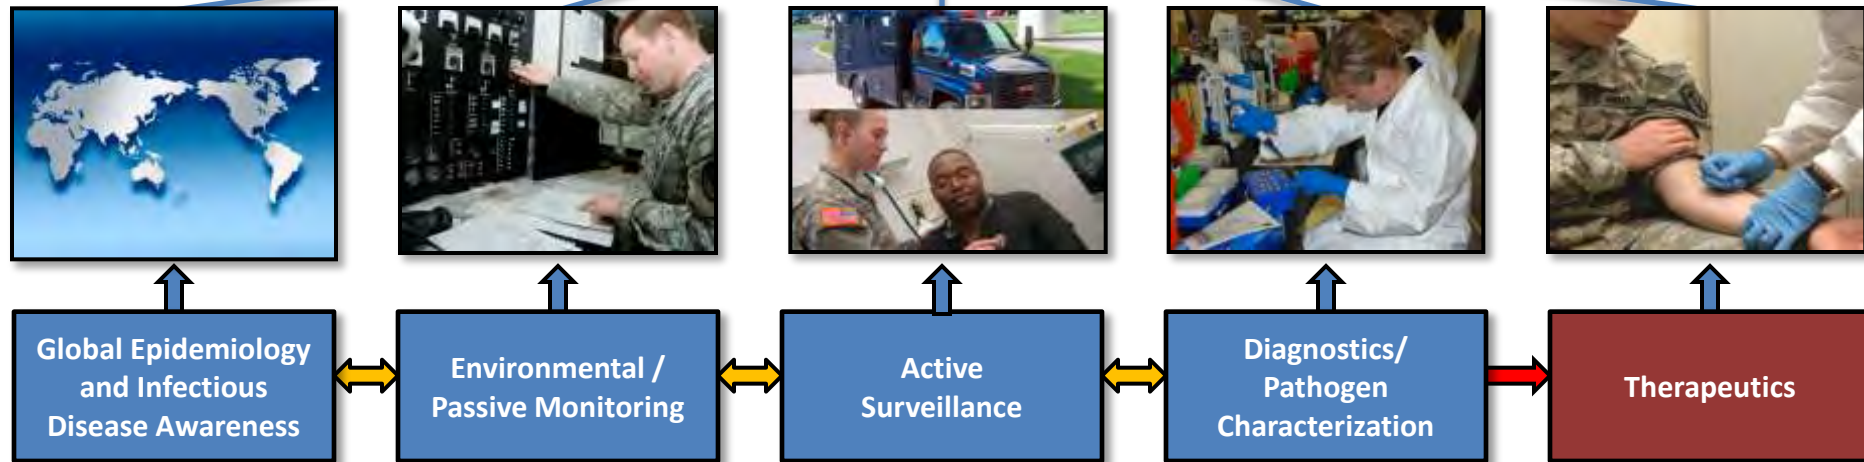 Global Epidemiology
and Infectious
Disease Awareness
Environmental /
Passive Monitoring
Active
Surveillance
Diagnostics/
Pathogen
Characterization
Therapeutics